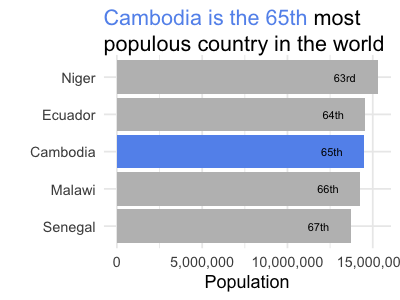 Cambodia is the 65th most
populous country in the world
Niger 63rd
Ecuador 64th
Cambodia 65th
Malawi 66th
Senegal 67th
0 5,000,000 10,000,000 15,000,00
Population